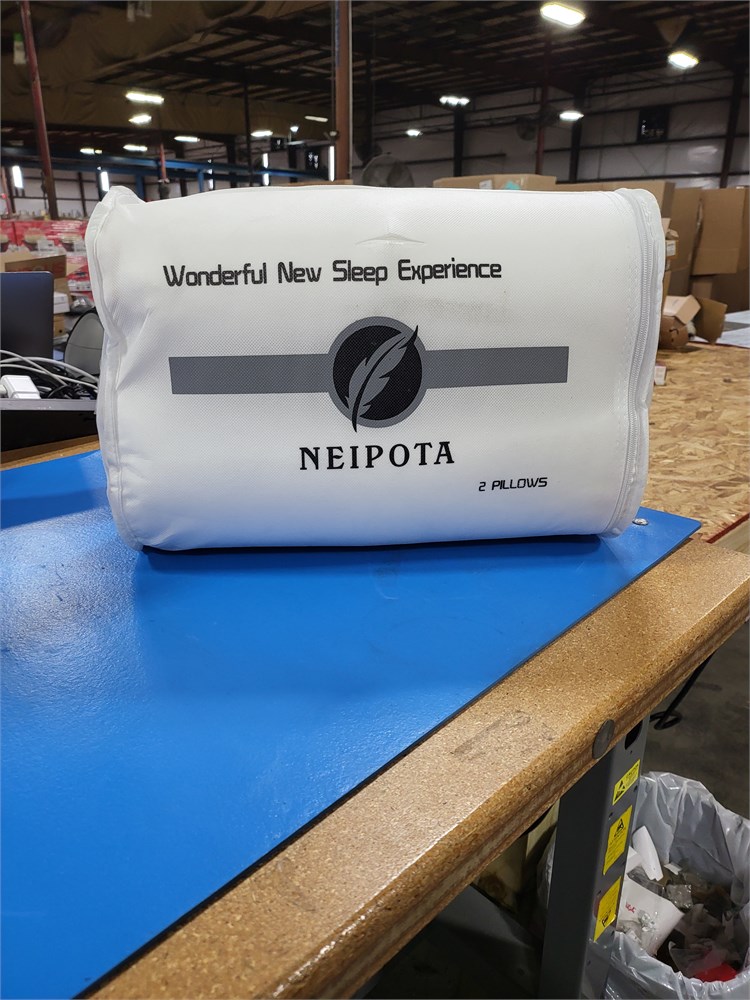 Wonderful New Sleep Experience
NEIPOTA
2 PILLOWS